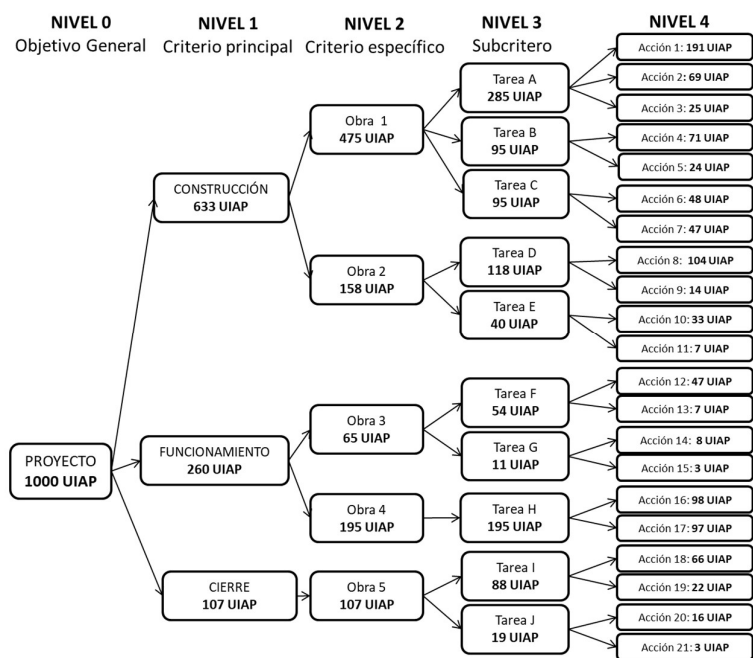 NIVEL 0
Objetivo General
NIVEL 1
Criterio principal
NIVEL 2
Criterio específico
NIVEL 3
Subcritero
NIVEL 4
PROYECTO
1000 UIAP
CONSTRUCCIÓN
633 UIAP
FUNCIONAMIENTO
260 UIAP
CIERRE
107 UIAP
Obra 1
475 UIAP
Obra 2
158 UIAP
Obra 3
65 UIAP
Obra 4
195 UIAP
Obra 5
107 UIAP
Tarea A
285 UIAP
Tarea B
95 UIAP
Tarea C
95 UIAP
Tarea D
118 UIAP
Tarea E
40 UIAP
Tarea F
54 UIAP
Tarea G
11 UIAP
Tarea H
195 UIAP
Tarea I
88 UIAP
Tarea J
19 UIAP
Acción 1: 191 UIAP
Acción 2: 69 UIAP
Acción 3: 25 UIAP
Acción 4: 71 UIAP
Acción 5: 24 UIAP
Acción 6: 48 UIAP
Acción 7: 47 UIAP
Acción 8: 104 UIAP
Acción 9: 14 UIAP
Acción 10: 33 UIAP
Acción 11: 7 UIAP
Acción 12: 47 UIAP
Acción 13: 7 UIAP
Acción 14: 8 UIAP
Acción 15: 3 UIAP
Acción 16: 98 UIAP
Acción 17: 97 UIAP
Acción 18: 66 UIAP
Acción 19: 22 UIAP
Acción 20: 16 UIAP
Acción 21: 3 UIAP